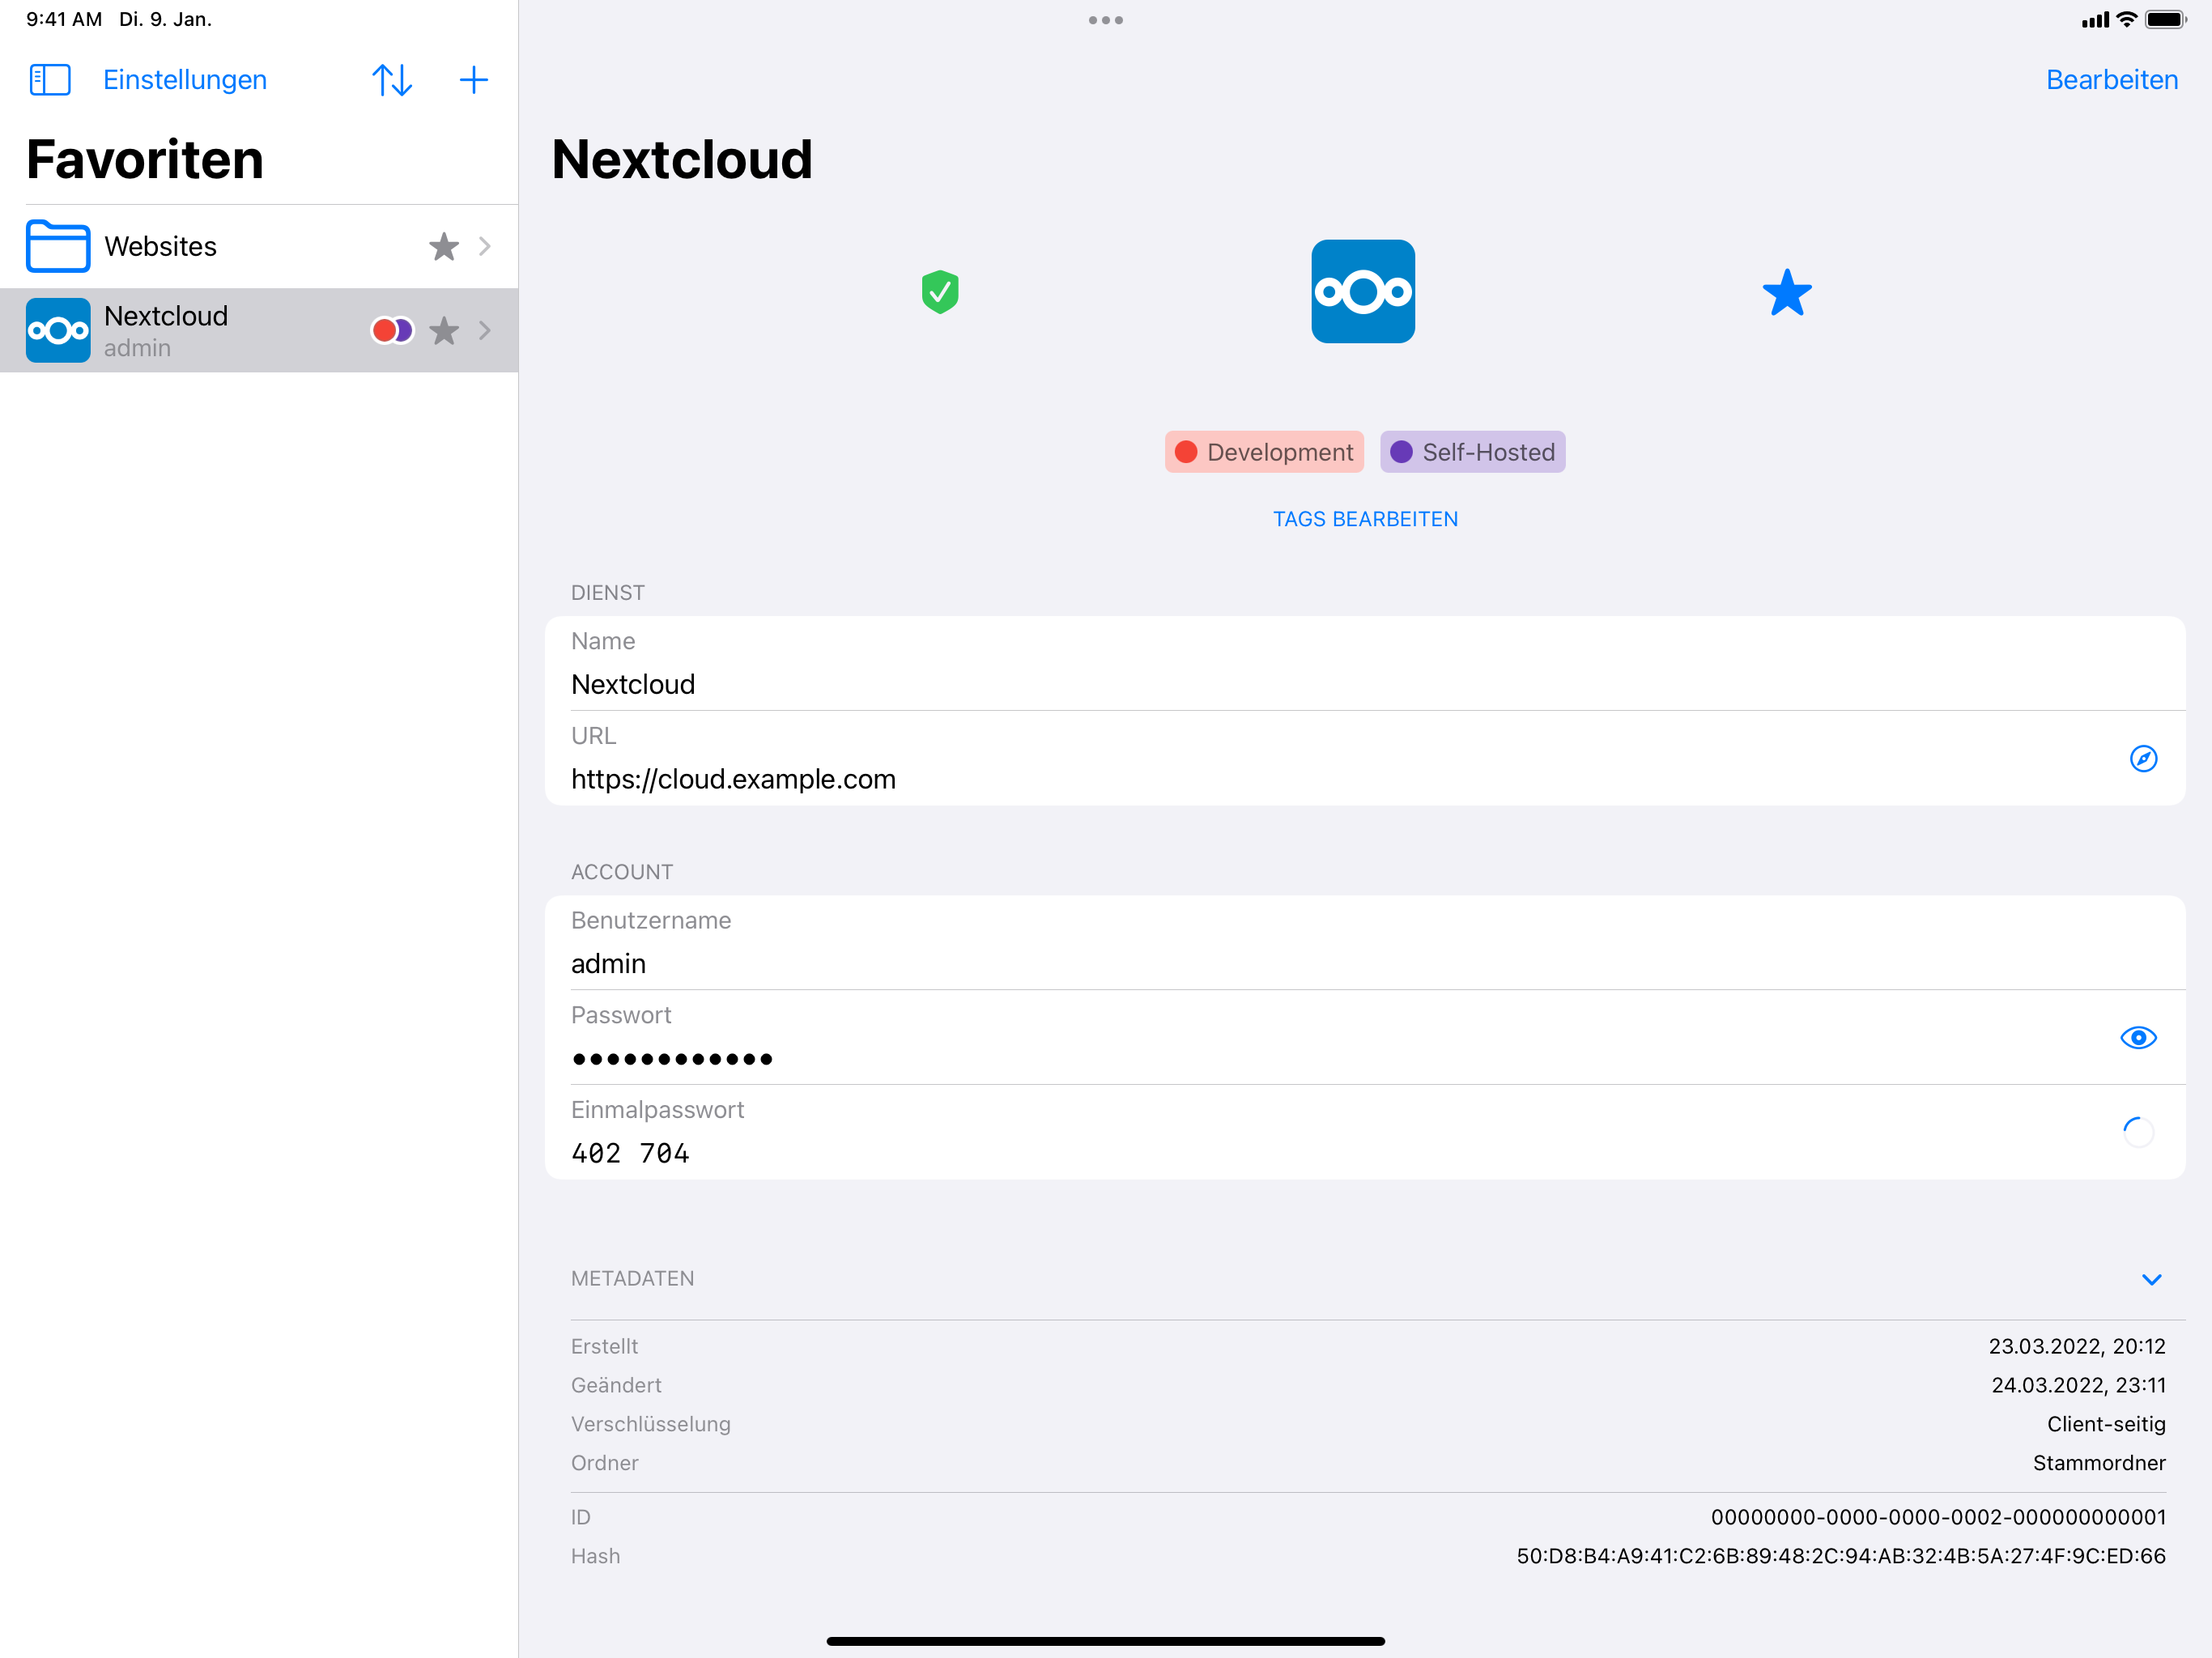 9:41 AM Di. 9. Jan.
Einstellungen
Favoriten
Websites
Nextcloud
admin
Bearbeiten
Nextcloud
Development
Self-Hosted
TAGS BEARBEITEN
DIENST
Name
Nextcloud
URL
https://cloud.example.com
ACCOUNT
Benutzername
admin
Passwort
••••••••••••
Einmalpasswort
402 704
METADATEN
Erstellt 23.03.2022, 20:12
Geändert 24.03.2022, 23:11
Verschlüsselung Client-seitig
Ordner Stammordner
ID 00000000-0000-0000-0002-000000000001
Hash 50:D8:B4:A9:41:C2:6B:89:48:2C:94:AB:32:4B:5A:27:4F:9C:ED:66